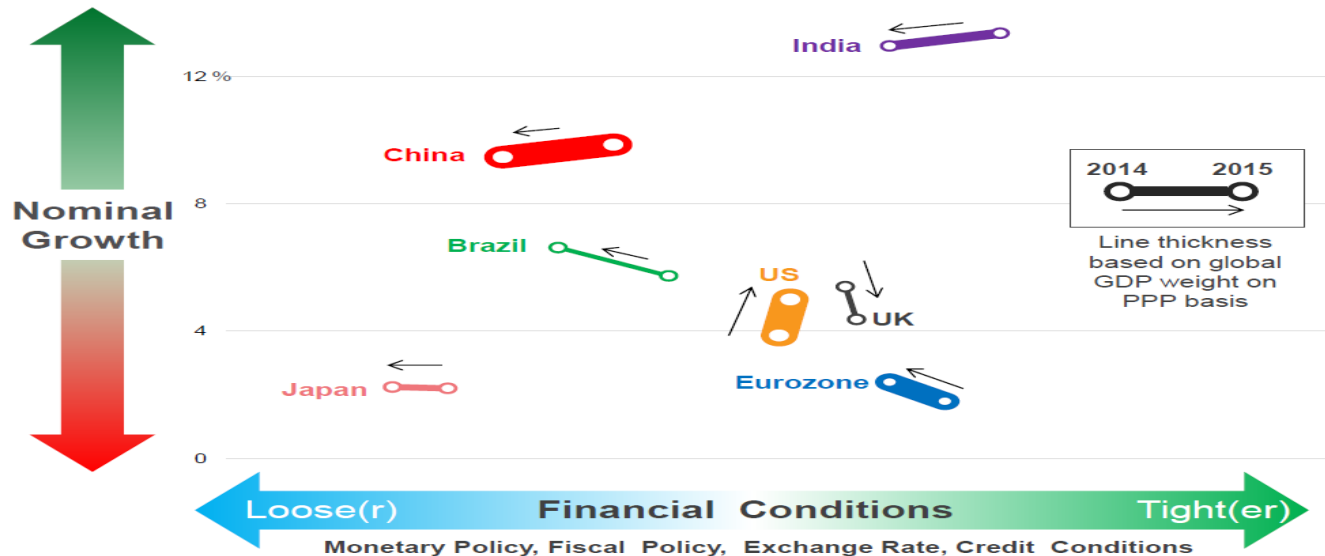 India
12 %
China
2014 2015
8
Nominal
Growth
Brazil
Line thickness
based on global
GDP weight on
PPP basis
US
UK
4
Japan
Eurozone
0
Loose(r) Financial Conditions Tight(er)
Monetary Policy, Fiscal Policy, Exchange Rate, Credit Conditions